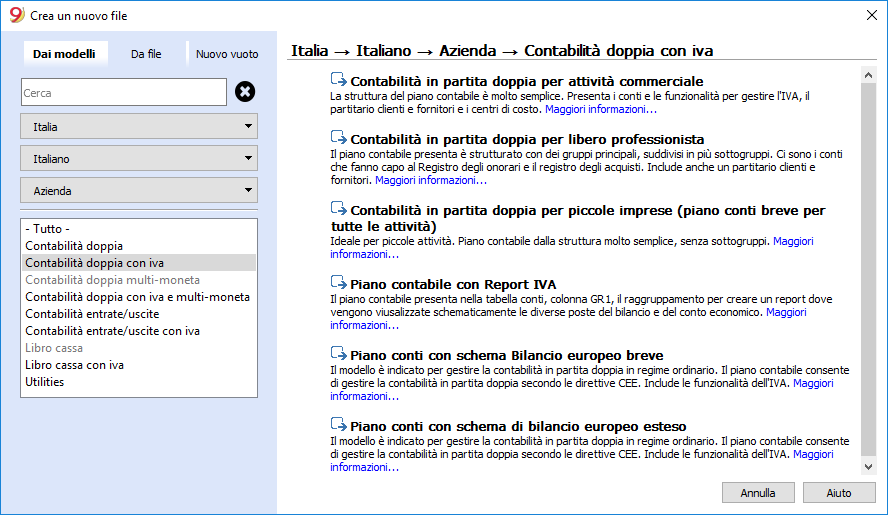 9 Crea un nuovo file
Dai modelli
Da file
Nuovo vuoto
Cerca
Italia
Italiano
Azienda
- Tutto -
Contabilità doppia
Contabilità doppia con iva
Contabilità doppia multi-moneta
Contabilità doppia con iva e multi-moneta
Contabilità entrate/uscite
Contabilità entrate/uscite con iva
Libro cassa
Libro cassa con iva
Utilities
Italia → Italiano → Azienda → Contabilità doppia con iva
Contabilità in partita doppia per attività commerciale
La struttura del piano contabile è molto semplice. Presenta i conti e le funzionalità per gestire l'IVA, il
partitario clienti e fornitori e i centri di costo. Maggiori informazioni...
Contabilità in partita doppia per libero professionista
Il piano contabile presenta è strutturato con dei gruppi principali, suddivisi in più sottogruppi. Ci sono i conti
che fanno capo al Registro degli onorari e il registro degli acquisti. Include anche un partitario clienti e
fornitori. Maggiori informazioni...
Contabilità in partita doppia per piccole imprese (piano conti breve per
tutte le attività)
Ideale per piccole attività. Piano contabile dalla struttura molto semplice, senza sottogruppi. Maggiori
informazioni...
Piano contabile con Report IVA
Il piano contabile presenta nella tabella conti, colonna GR1, il raggruppamento per creare un report dove
vengono viusalizzate schematicamente le diverse poste del bilancio e del conto economico. Maggiori
informazioni...
Piano conti con schema Bilancio europeo breve
Il modello è indicato per gestire la contabilità in partita doppia in regime ordinario. Il piano contabile consente
di gestire la contabilità in partita doppia secondo le direttive CEE. Include le funzionalità dell'IVA. Maggiori
informazioni...
Piano conti con schema di bilancio europeo esteso
Il modello è indicato per gestire la contabilità in partita doppia in regime ordinario. Il piano contabile consente
di gestire la contabilità in partita doppia secondo le direttive CEE. Include le funzionalità dell'IVA. Maggiori
informazioni...
Annulla
Aiuto